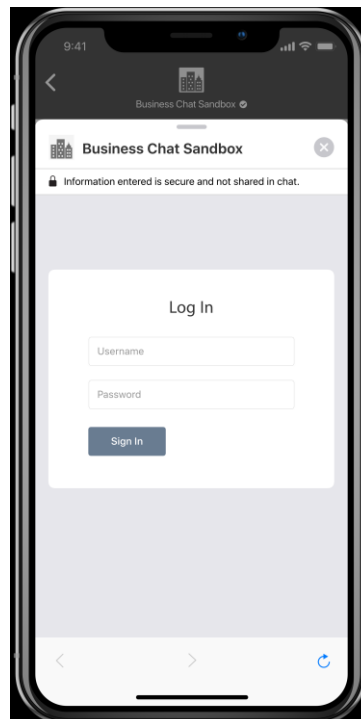 9:41
Business Chat Sandbox
Business Chat Sandbox
Information entered is secure and not shared in chat.
Log In
Username
Password
Sign In